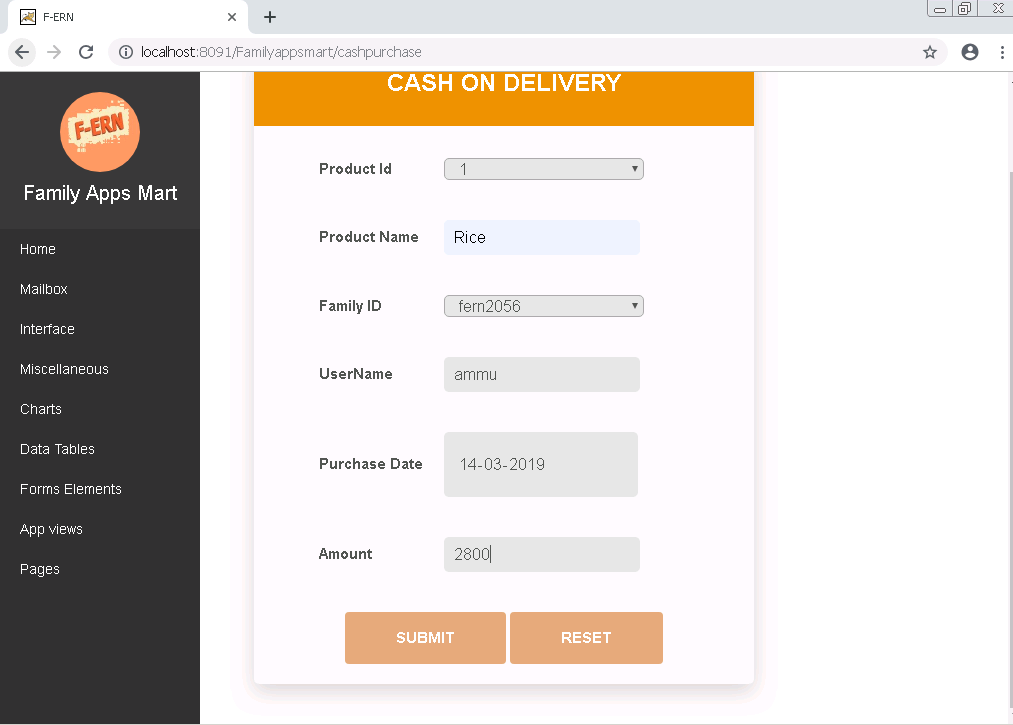 F-ERN
localhost:8091/Familyappsmart/cashpurchase
F-ERN
Family Apps Mart
Home
Mailbox
Interface
Miscellaneous
Charts
Data Tables
Forms Elements
App views
Pages
CASH ON DELIVERY
Product Id 1
Product Name Rice
Family ID fern2056
UserName ammu
Purchase Date 14-03-2019
Amount 2800
SUBMIT RESET